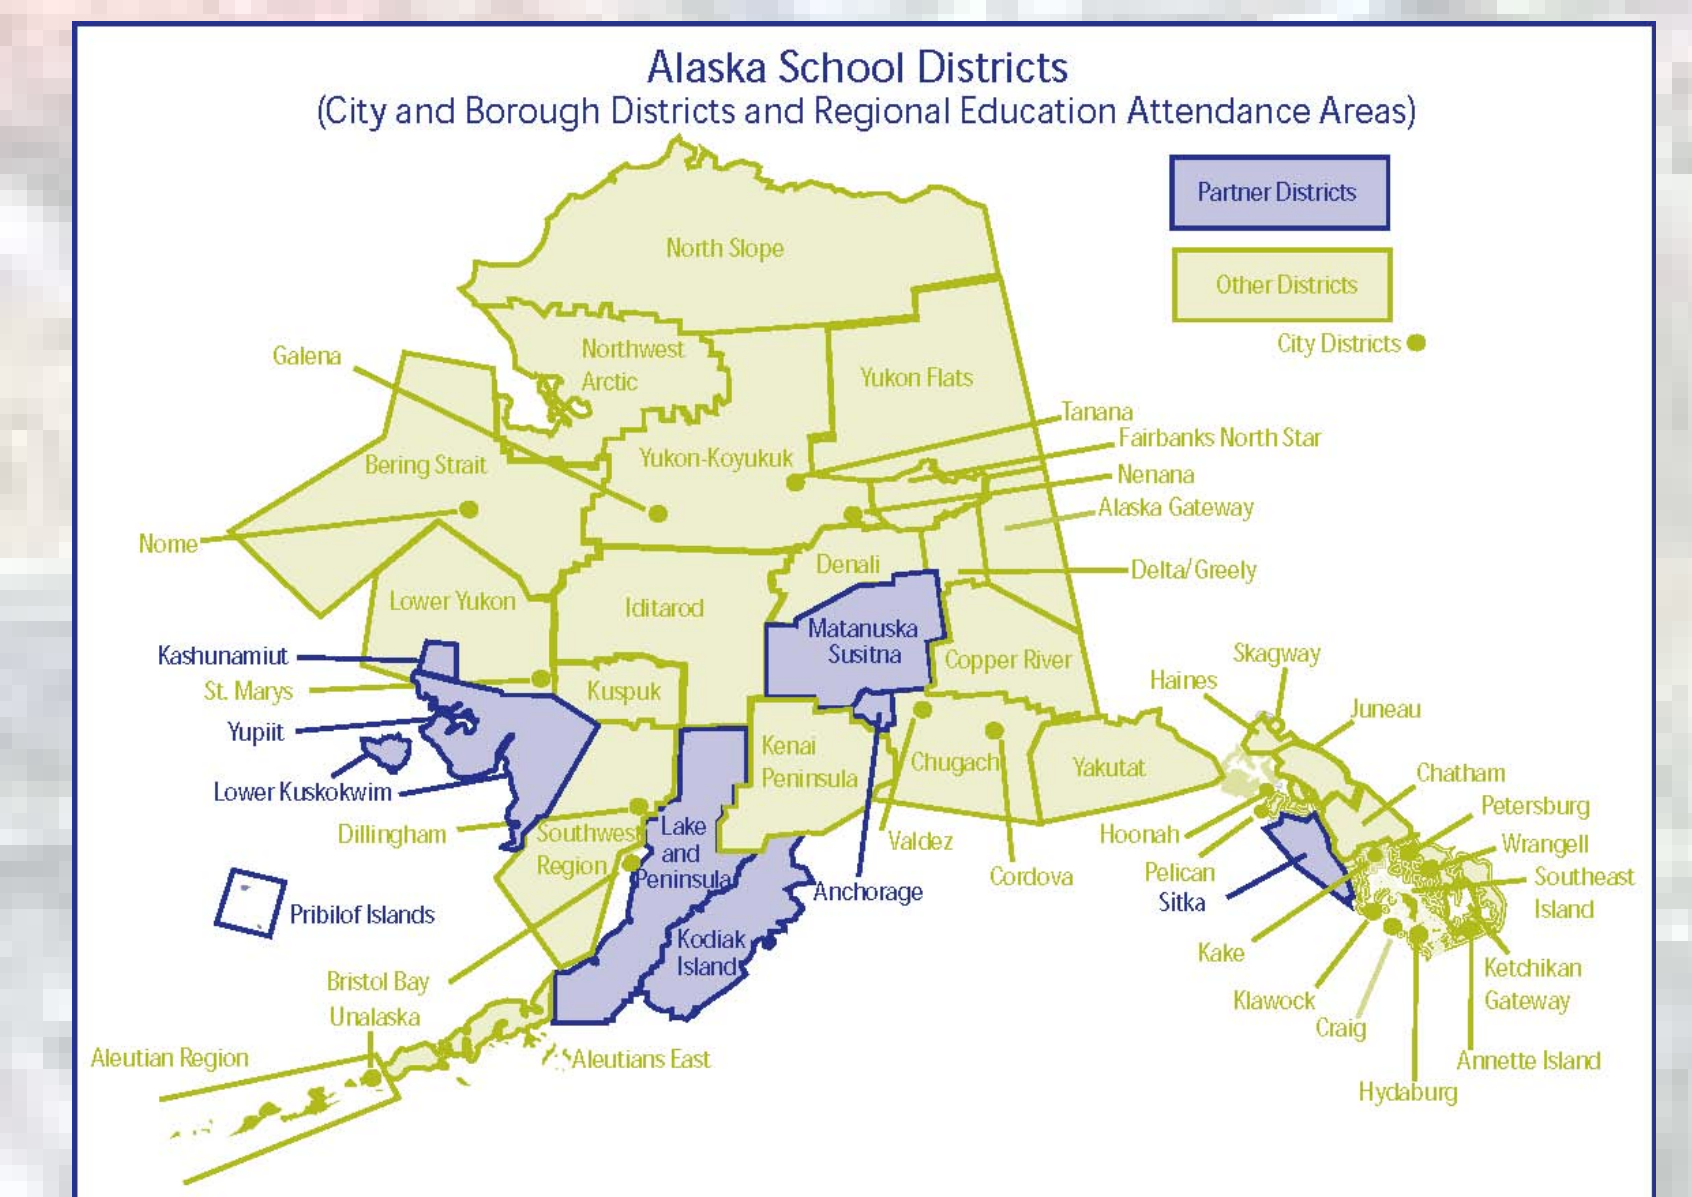 Alaska School Districts
(City and Borough Districts and Regional Education Attendance Areas)
Partner Districts
North Slope
Other Districts
City Districts
Galena
Northwest
Arctic
Yukon Flats
Tanana
Fairbanks North Star
Bering Strait
Yukon-Koyukuk
Nenana
Alaska Gateway
Nome
Denali
Delta/Greely
Lower Yukon
Iditarod
Matanuska
Susitna
Kashunamiut
Copper River
Skagway
St. Marys
Kuspuk
Haines
Juneau
Yupiit
Kenai
Peninsula
Chugach
Yakutat
Chatham
Lower Kuskokwim
Petersburg
Dillingham
Southwest
Region
Lake
and
Peninsula
Valdez
Hoonah
Wrangell
Cordova
Pelican
Southeast
Island
Anchorage
Sitka
Pribilof Islands
Kodiak
Island
Kake
Ketchikan
Gateway
Bristol Bay
Klawock
Unalaska
Craig
Aleutian Region
Aleutians East
Annette Island
Hydaburg